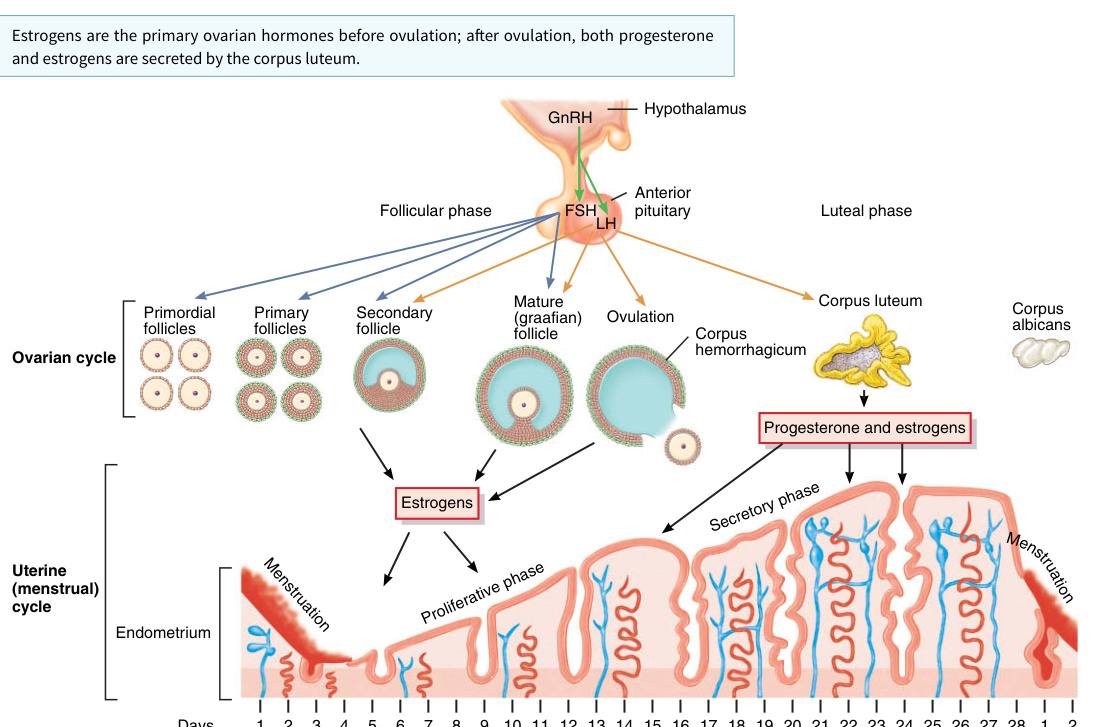 Estrogens are the primary ovarian hormones before ovulation; after ovulation, both progesterone
and estrogens are secreted by the corpus luteum.
GnRH
Hypothalamus
Anterior
pituitary
FSH
LH
Follicular phase
Luteal phase
Ovarian cycle
Primordial
follicles
Primary
follicles
Secondary
follicle
Mature
(graafian)
follicle
Ovulation
Corpus
hemorrhagicum
Corpus luteum
Corpus
albicans
Progesterone and estrogens
Estrogens
Uterine
(menstrual)
cycle
Endometrium
Menstruation
Proliferative phase
Secretory phase
Menstruation
Days 1 2 3 4 5 6 7 8 9 10 11 12 13 14 15 16 17 18 19 20 21 22 23 24 25 26 27 28 1 2